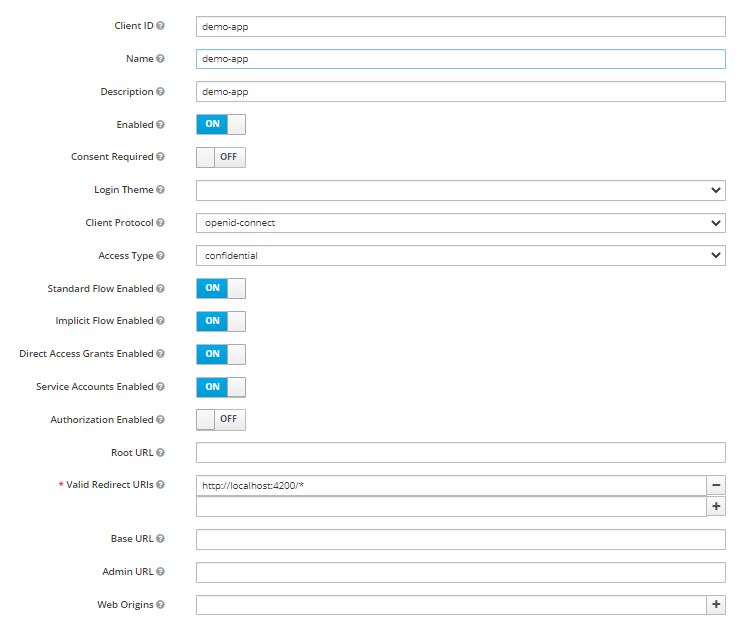 Client ID demo-app
Name demo-app
Description demo-app
Enabled ON
Consent Required OFF
Login Theme
Client Protocol openid-connect
Access Type confidential
Standard Flow Enabled ON
Implicit Flow Enabled ON
Direct Access Grants Enabled ON
Service Accounts Enabled ON
Authorization Enabled OFF
Root URL
* Valid Redirect URIs http://localhost:4200/*
Base URL
Admin URL
Web Origins